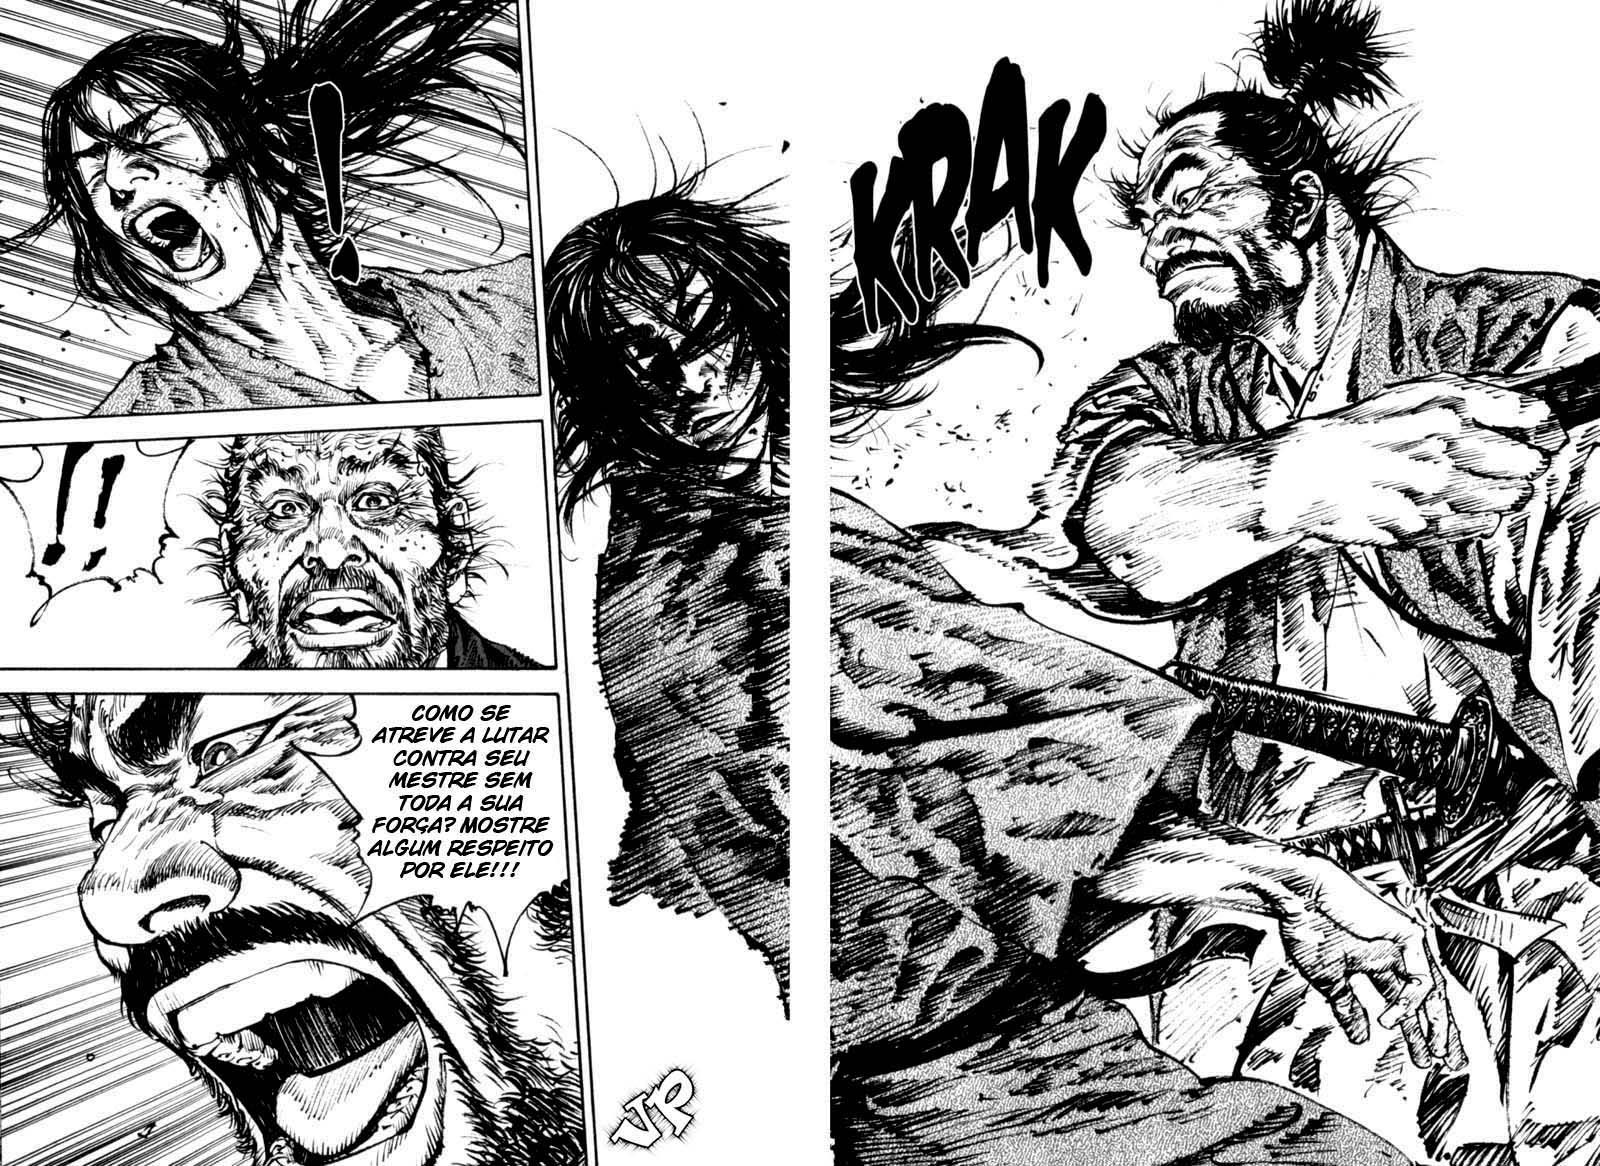 KRAK
!
!!
COMO SE
ATREVE A LUTAR
CONTRA SEU
MESTRE SEM
TODA A SUA
FORÇA? MOSTRE
ALGUM RESPEITO
POR ELE!!!
VP